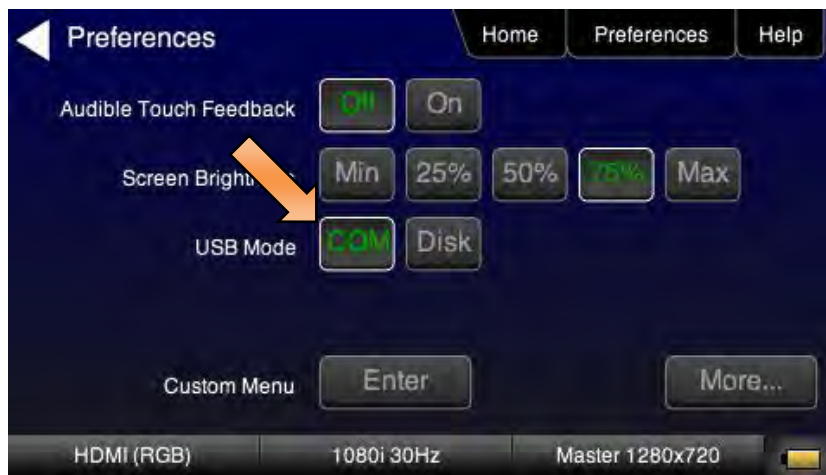 Preferences Home Preferences Help
Audible Touch Feedback Off On
Screen Min 25% 50% 75% Max
USB Mode COM Disk
Custom Menu Enter More...
HDMI (RGB) 1080i 30Hz Master 1280x720